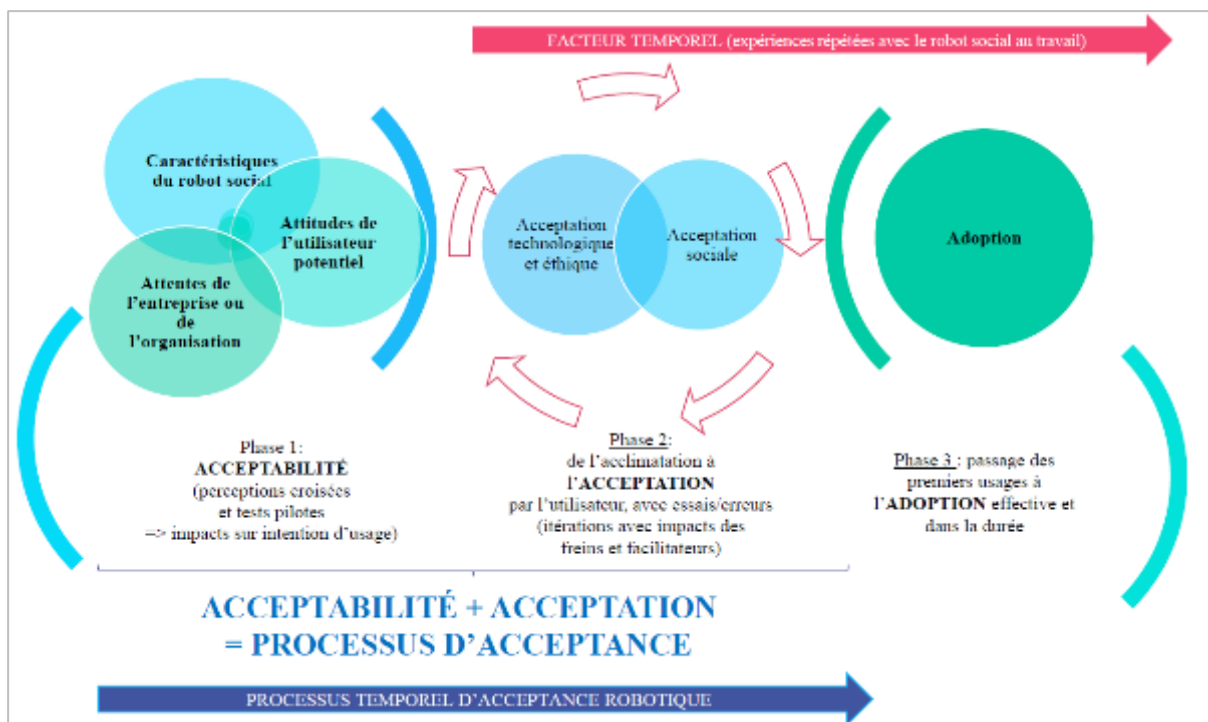 FACTEUR TEMPOREL (expériences répétées avec le robot social au travail)
Caractéristiques
du robot social
Attitudes de
l'utilisateur
potentiel
Attentes de
l'entreprise ou
de
l'organisation
Acceptation
technologique
et éthique
Acceptation
sociale
Adoption
Phase 1:
ACCEPTABILITÉ
(perceptions croisées
et tests pilotes
=> impacts sur intention d'usage)
Phase 2:
de l'acclimatation à
l'ACCEPTATION
par l'utilisateur, avec essais/erreurs
(itérations avec impacts des
freins et facilitateurs)
Phase 3 : passage des
premiers usages à
l'ADOPTION effective et
dans la durée
ACCEPTABILITÉ + ACCEPTATION
= PROCESSUS D'ACCEPTANCE
PROCESSUS TEMPOREL D'ACCEPTANCE ROBOTIQUE